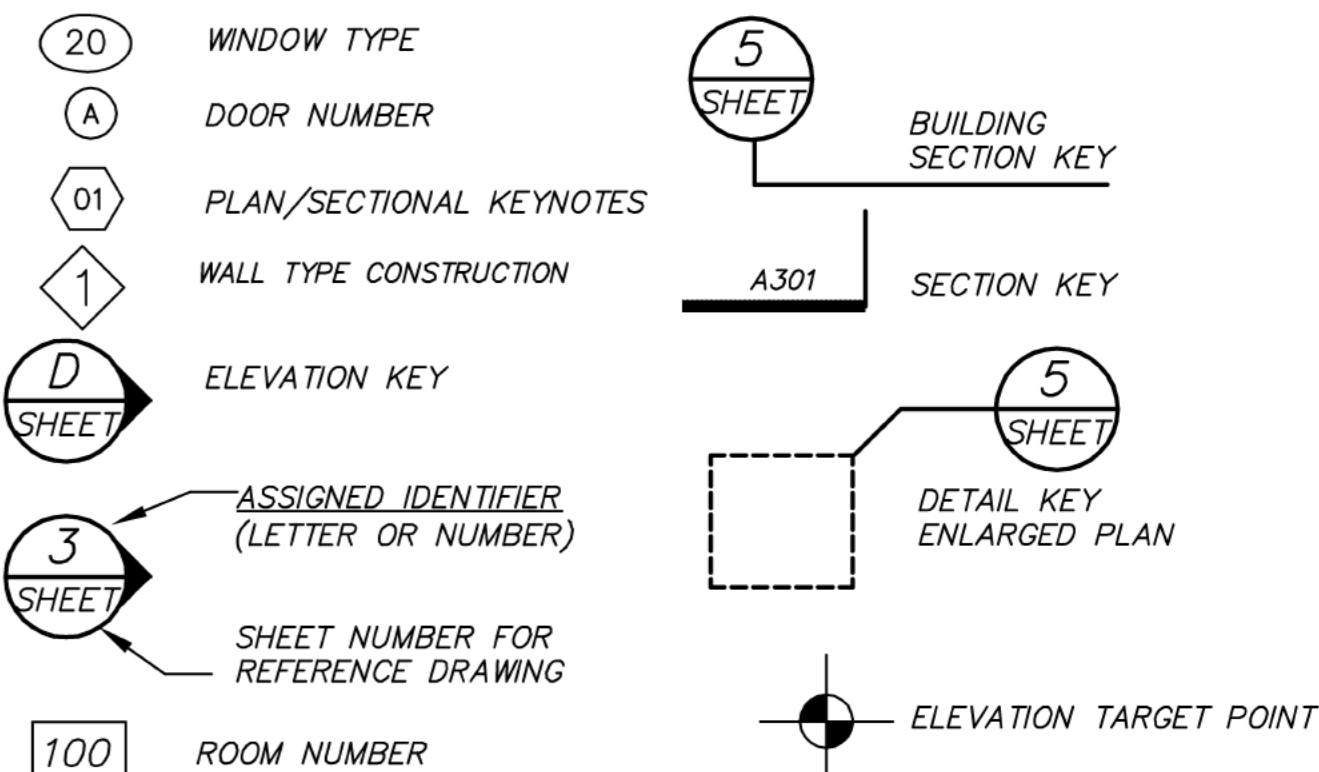 20 WINDOW TYPE
A DOOR NUMBER
01 PLAN/SECTIONAL KEYNOTES
1 WALL TYPE CONSTRUCTION
D
SHEET
ELEVATION KEY
ASSIGNED IDENTIFIER
(LETTER OR NUMBER)
3
SHEET
SHEET NUMBER FOR
REFERENCE DRAWING
100 ROOM NUMBER
5
SHEET
BUILDING
SECTION KEY
A301 SECTION KEY
5
SHEET
DETAIL KEY
ENLARGED PLAN
ELEVATION TARGET POINT